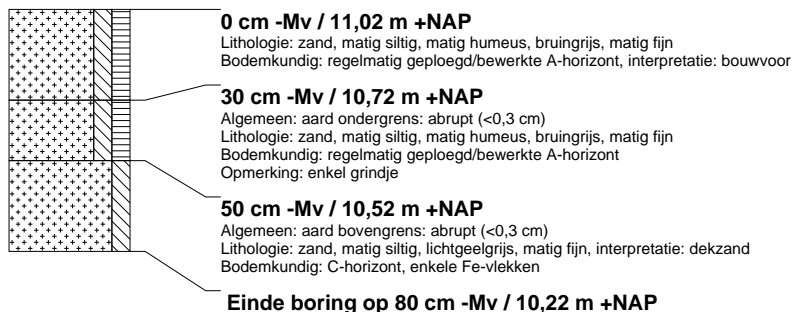 0 cm -Mv / 11,02 m +NAP
Lithologie: zand, matig siltig, matig humeus, bruingrijs, matig fijn
Bodemkundig: regelmatig geploegd/bewerkte A-horizont, interpretatie: bouwvoor
30 cm -Mv / 10,72 m +NAP
Algemeen: aard ondergrens: abrupt (<0,3 cm)
Lithologie: zand, matig siltig, matig humeus, bruingrijs, matig fijn
Bodemkundig: regelmatig geploegd/bewerkte A-horizont
Opmerking: enkel grindje
50 cm -Mv / 10,52 m +NAP
Algemeen: aard bovengrens: abrupt (<0,3 cm)
Lithologie: zand, matig siltig, lichtgeelgrijs, matig fijn, interpretatie: dekzand
Bodemkundig: C-horizont, enkele Fe-vlekken
Einde boring op 80 cm -Mv / 10,22 m +NAP